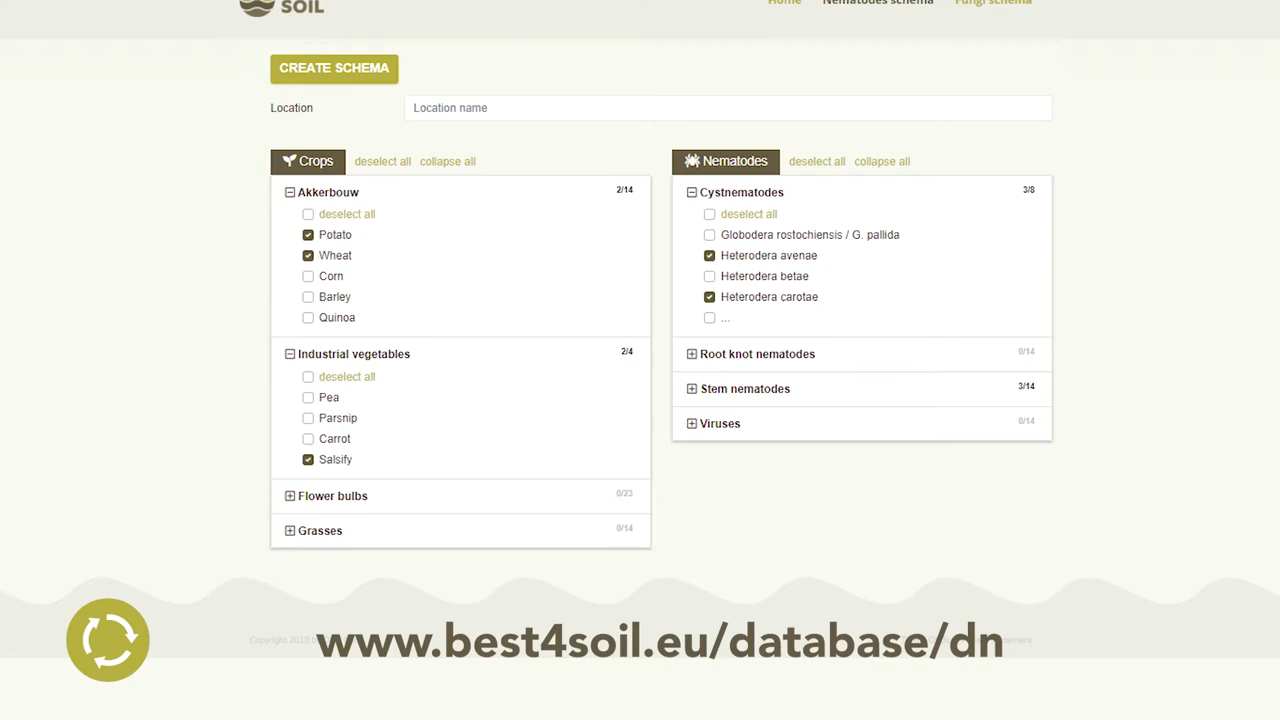 SOIL
Home Nematodes schema Fungi schema
CREATE SCHEMA
Location Location name
Crops deselect all collapse all
Akkerbouw 2/14
deselect all
Potato
Wheat
Corn
Barley
Quinoa
Industrial vegetables 2/4
deselect all
Pea
Parsnip
Carrot
Salsify
Flower bulbs 0/23
Grasses 0/14
Nematodes deselect all collapse all
Cystnematodes 3/8
deselect all
Globodera rostochiensis / G. pallida
Heterodera avenae
Heterodera betae
Heterodera carotae
...
Root knot nematodes 0/14
Stem nematodes 3/14
Viruses 0/14
www.best4soil.eu/database/dn